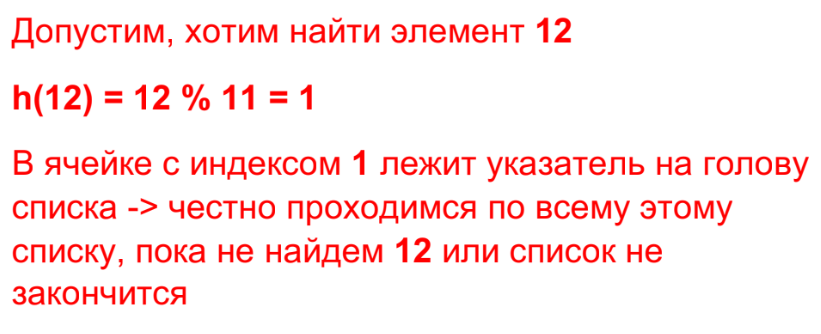 Допустим, хотим найти элемент 12
h(12) = 12 % 11 = 1
В ячейке с индексом 1 лежит указатель на голову
списка -> честно проходимся по всему этому
списку, пока не найдем 12 или список не
закончится